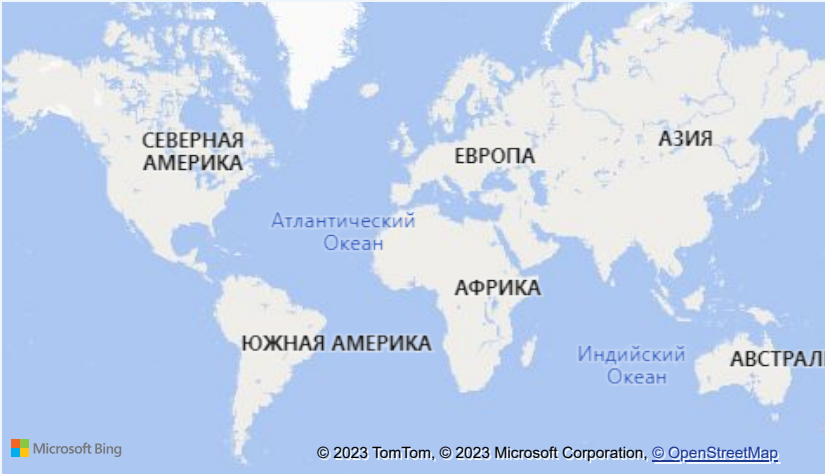 СЕВЕРНАЯ
АМЕРИКА
ЕВРОПА
АЗИЯ
Атлантический
Океан
АФРИКА
ЮЖНАЯ АМЕРИКА
Индийский
Океан
АВСТРАЛІ
Microsoft Bing
© 2023 TomTom, © 2023 Microsoft Corporation, © OpenStreetMap